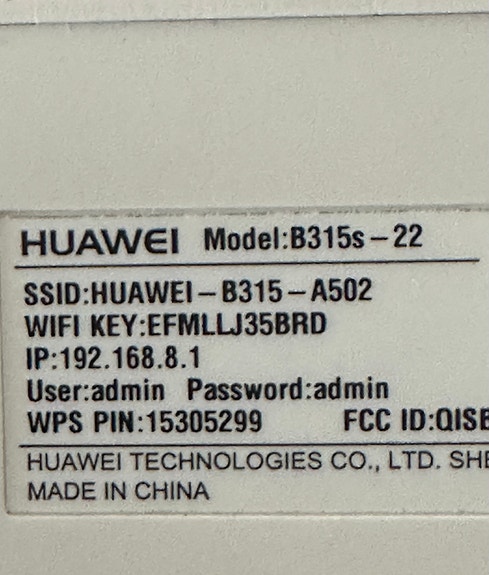 HUAWEI Model:B315s-22
SSID:HUAWEI-B315-A502
WIFI KEY:EFMLLJ35BRD
IP:192.168.8.1
User:admin Password:admin
WPS PIN:15305299 FCC ID:QISB
HUAWEI TECHNOLOGIES CO., LTD. SHE
MADE IN CHINA